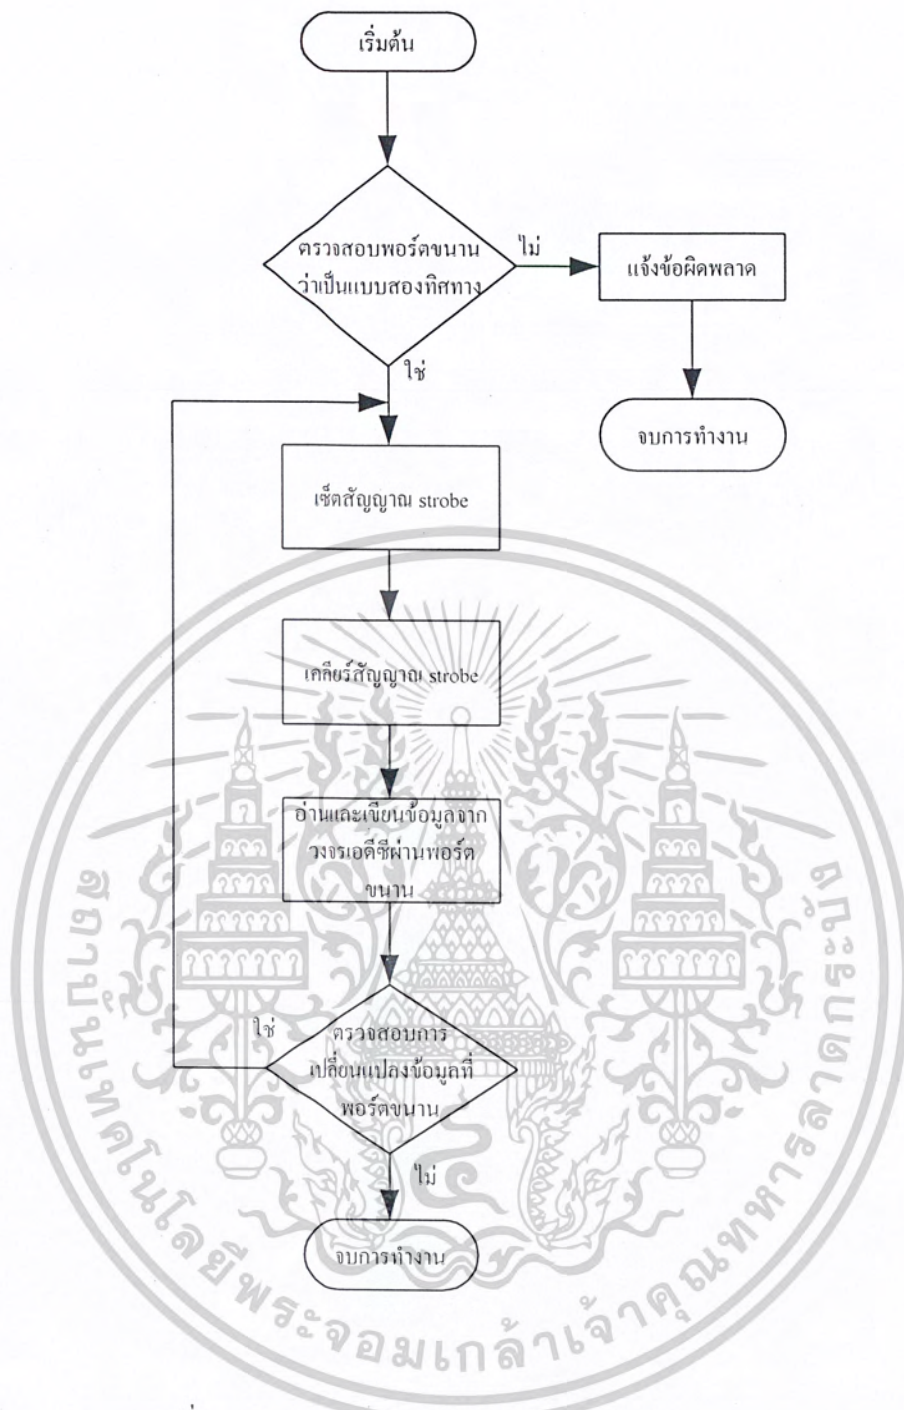 เริ่มต้น
ตรวจสอบพอร์ตขนาน
ว่าเป็นแบบสองทิศทาง
ไม่
แจ้งข้อผิดพลาด
ใช่
จบการทำงาน
เซ็ตสัญญาณ strobe
เคลียร์สัญญาณ strobe
อ่านและเขียนข้อมูลจาก
วงจรเอดีซีผ่านพอร์ต
ขนาน
ใช่
ตรวจสอบการ
เปลี่ยนแปลงข้อมูลที่
พอร์ตขนาน
ไม่
จบการทำงาน
สถาบันเทคโนโลยีพระจอมเกล้าเจ้าคุณทหารลาดกระบัง